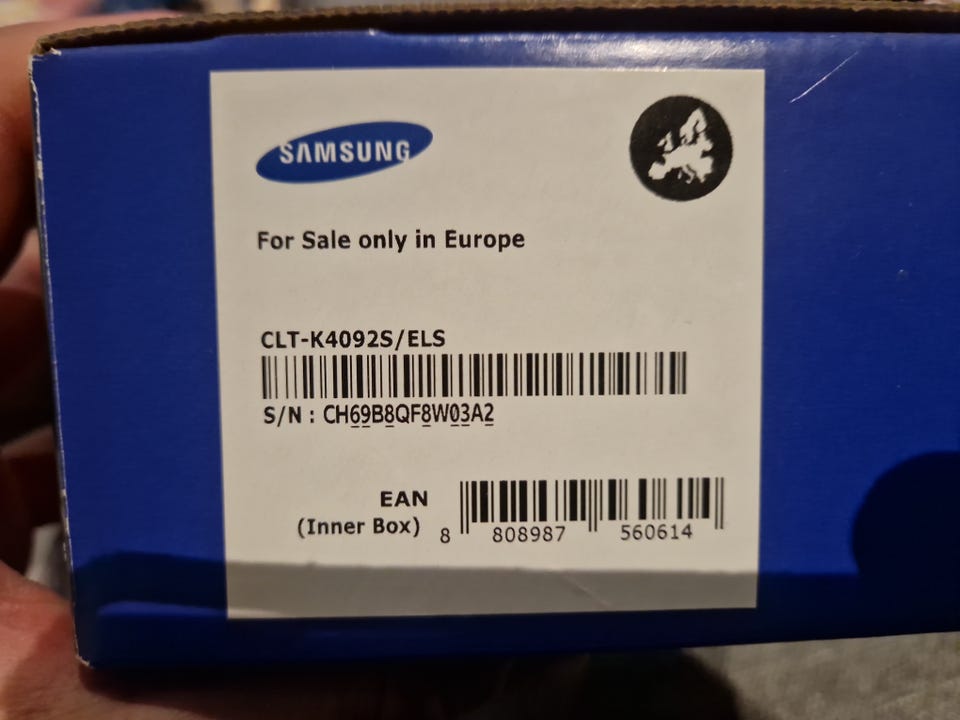 SAMSUNG
For Sale only in Europe
CLT-K4092S/ELS
S/N : CH69B8QF8W03A2
EAN
(Inner Box)
8 808987 560614